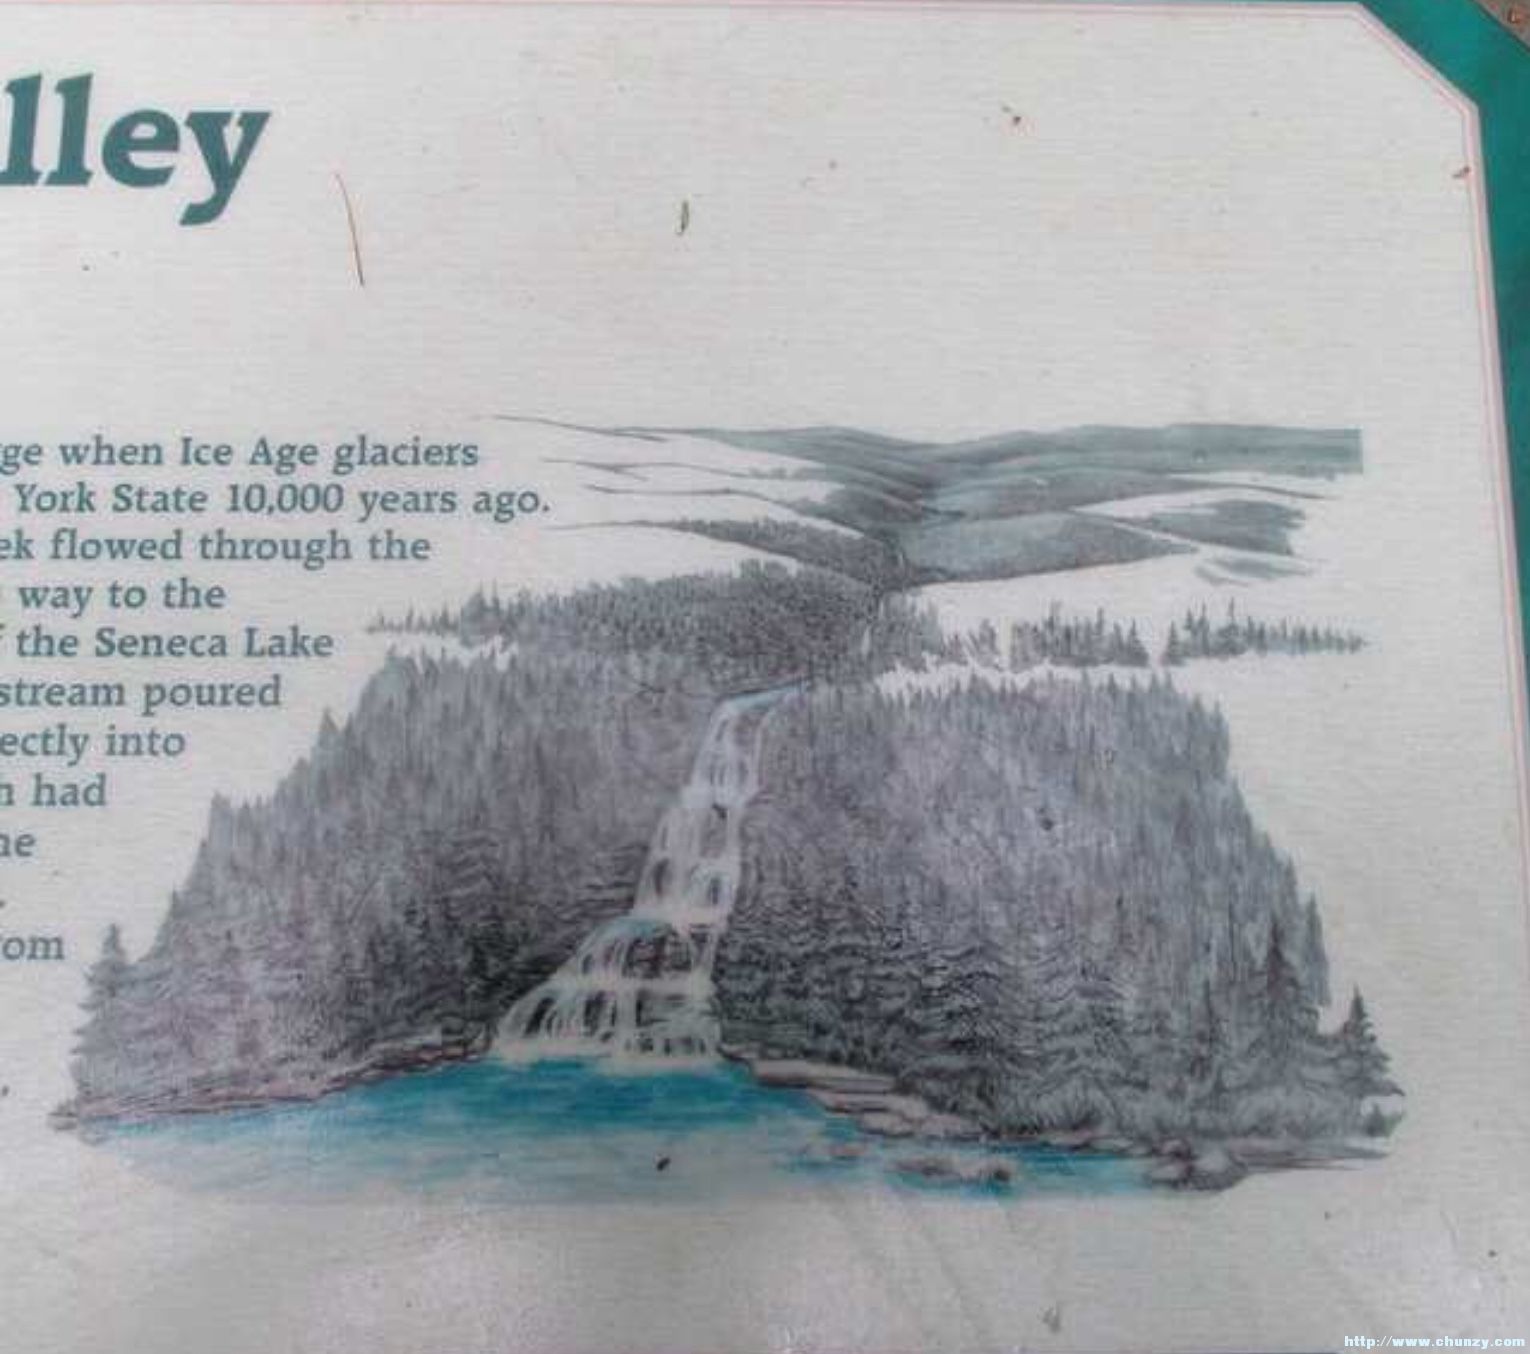 lley
ge when Ice Age glaciers
York State 10,000 years ago.
ek flowed through the
way to the
f the Seneca Lake
stream poured
ectly into
n had
he
om
http://www.chunzy.com